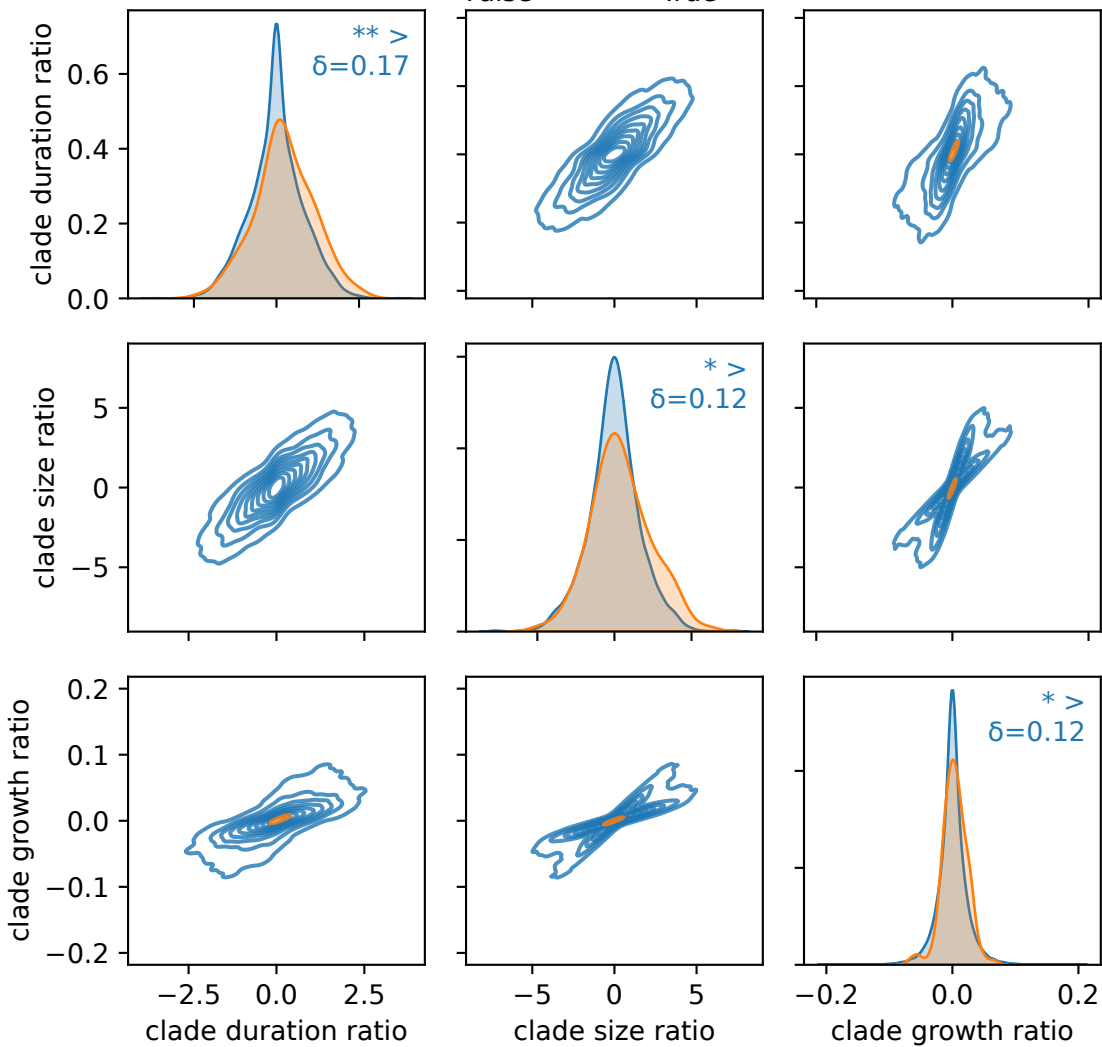 clade duration ratio
0.6
0.4
0.2
0.0
** >
δ=0.17
clade size ratio
5
0
−5
* >
δ=0.12
clade growth ratio
0.2
0.1
0.0
−0.1
−0.2
* >
δ=0.12
−2.5 0.0 2.5
−5 0 5
−0.2 0.0 0.2
clade duration ratio
clade size ratio
clade growth ratio